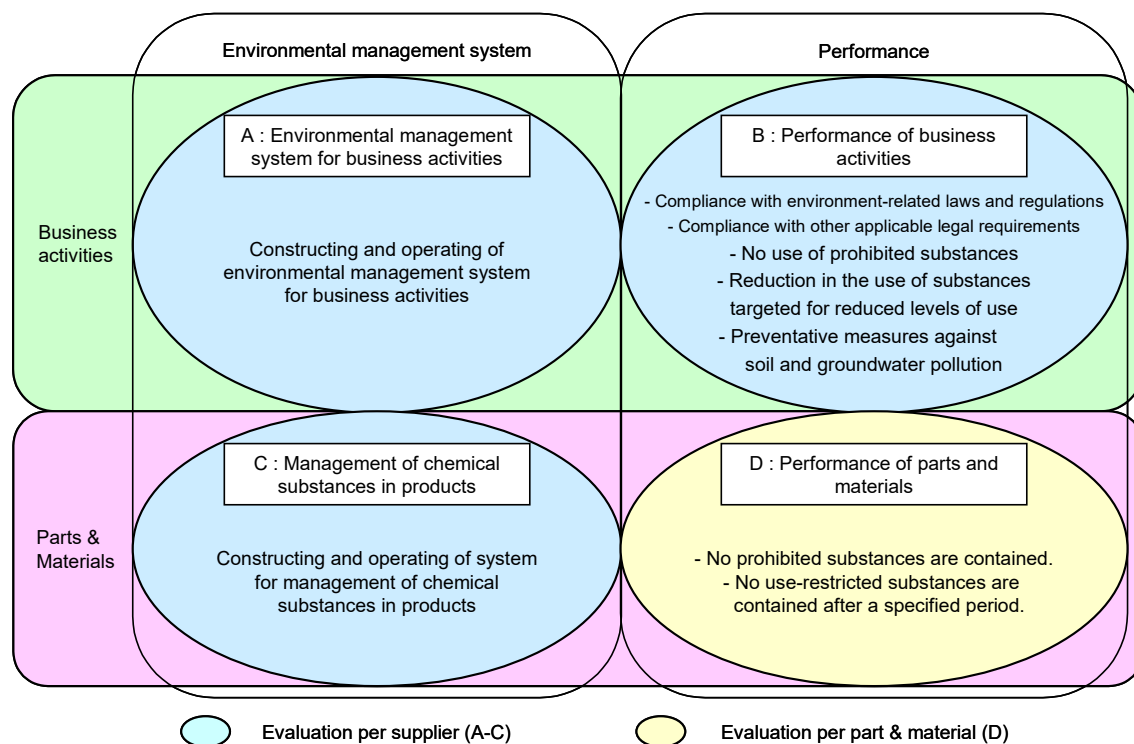 Environmental management system
Performance
Business
activities
A : Environmental management
system for business activities
Constructing and operating of
environmental management system
for business activities
B : Performance of business
activities
- Compliance with environment-related laws and regulations
- Compliance with other applicable legal requirements
- No use of prohibited substances
- Reduction in the use of substances
targeted for reduced levels of use
- Preventative measures against
soil and groundwater pollution
Parts &
Materials
C : Management of chemical
substances in products
Constructing and operating of system
for management of chemical
substances in products
D : Performance of parts and
materials
- No prohibited substances are contained.
- No use-restricted substances are
contained after a specified period.
Evaluation per supplier (A-C)
Evaluation per part & material (D)